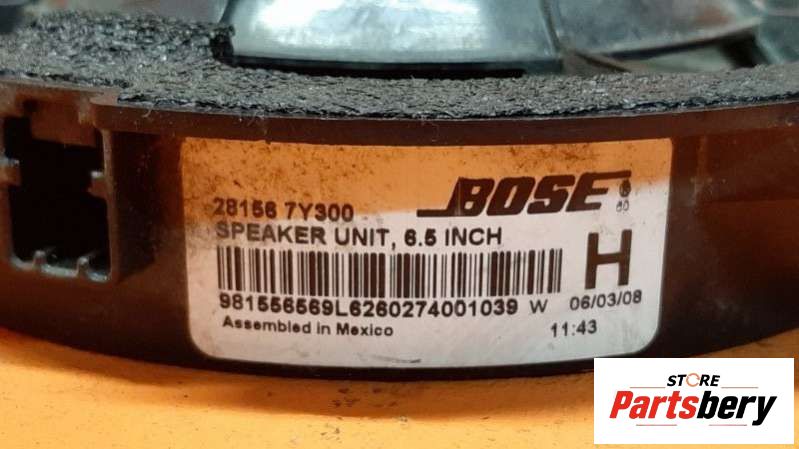 28156 7Y300
BOSE
SPEAKER UNIT, 6.5 INCH
H
981556569L6260274001039 W
06/03/08
Assembled in Mexico
11:43
STORE
Partsbery